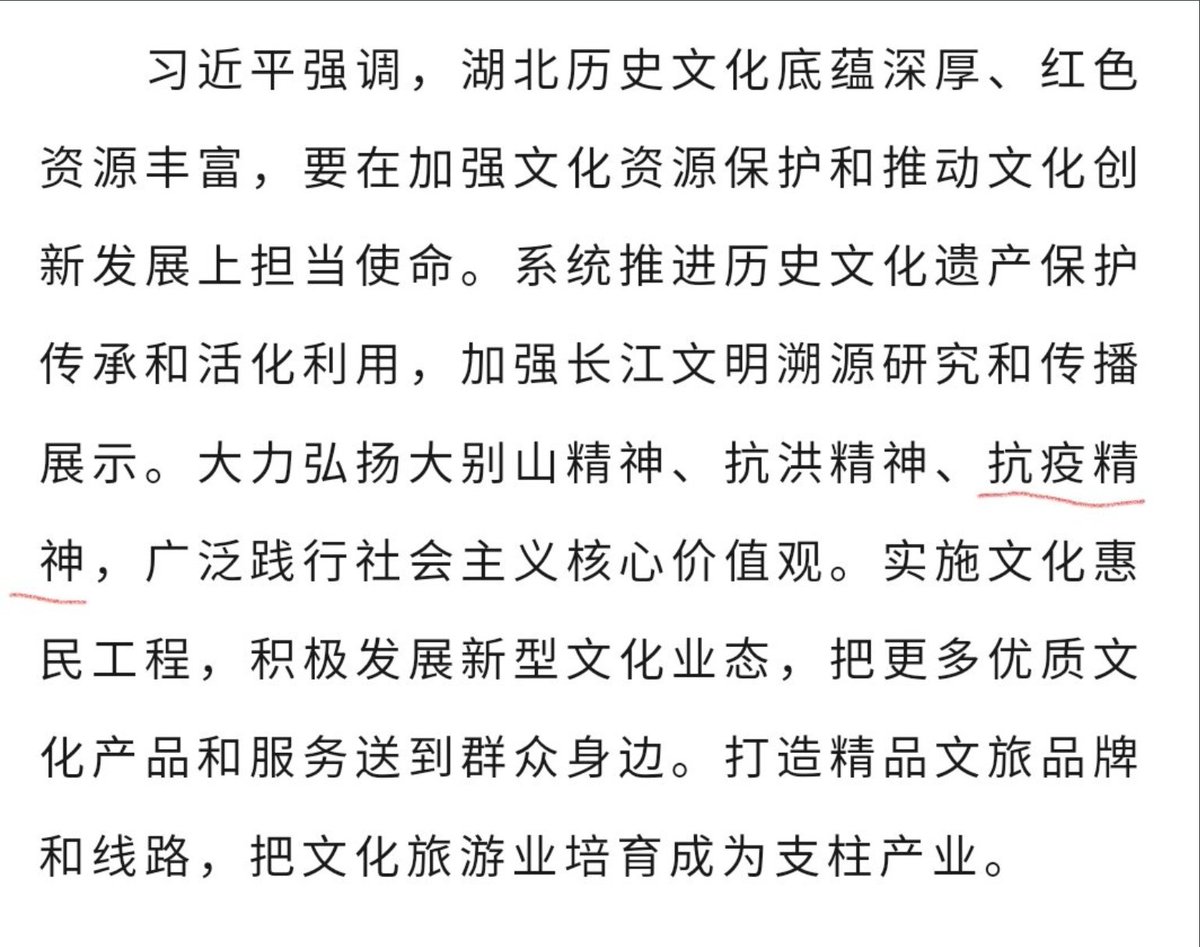 习近平强调，湖北历史文化底蕴深厚、红色
资源丰富，要在加强文化资源保护和推动文化创
新发展上担当使命。系统推进历史文化遗产保护
传承和活化利用，加强长江文明溯源研究和传播
展示。大力弘扬大别山精神、抗洪精神、抗疫精
神，广泛践行社会主义核心价值观。实施文化惠
民工程，积极发展新型文化业态，把更多优质文
化产品和服务送到群众身边。打造精品文旅品牌
和线路，把文化旅游业培育成为支柱产业。